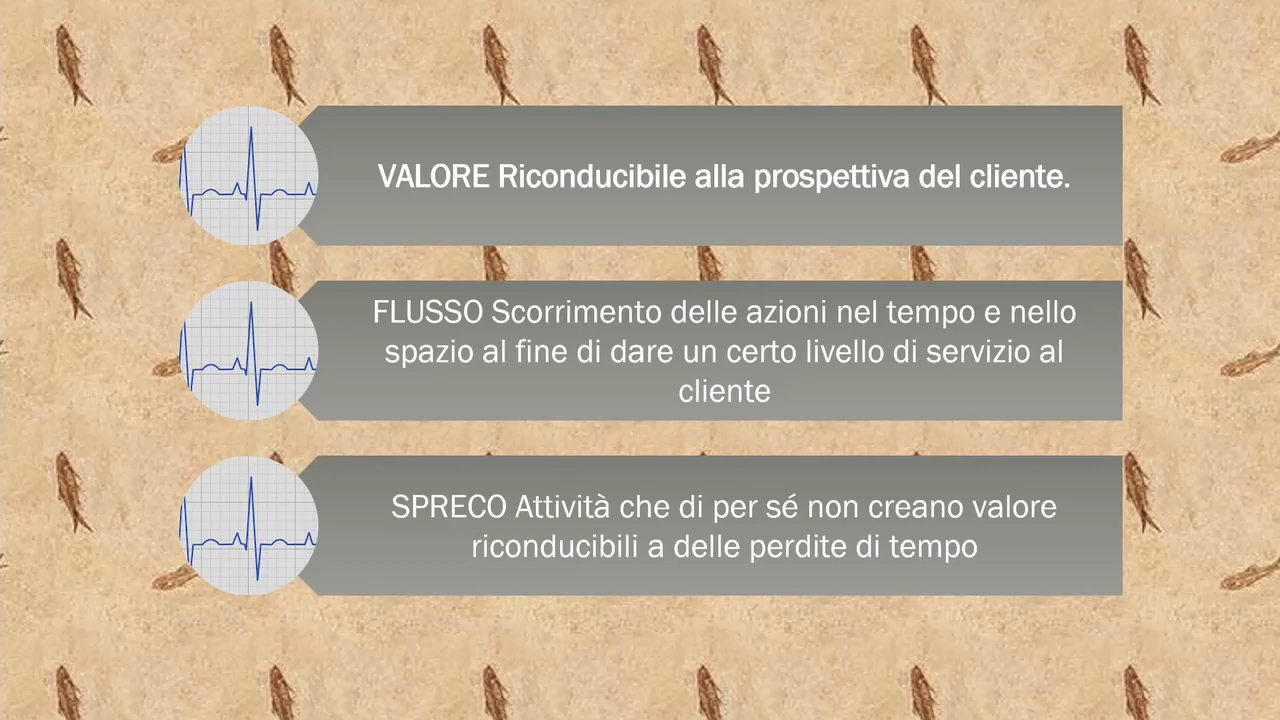 VALORE Riconducibile alla prospettiva del cliente.
FLUSSO Scorrimento delle azioni nel tempo e nello
spazio al fine di dare un certo livello di servizio al
cliente
SPRECO Attività che di per sé non creano valore
riconducibili a delle perdite di tempo